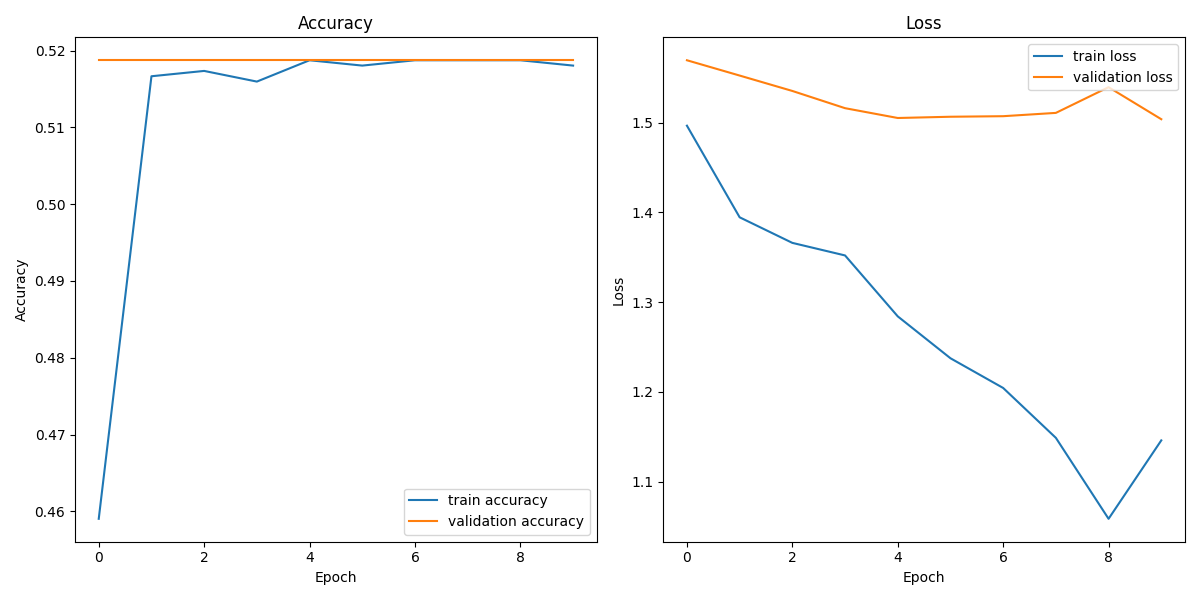 Accuracy
0.52
0.51
0.50
0.49
0.48
0.47
0.46
Accuracy
train accuracy
validation accuracy
0 2 4 6 8
Epoch
Loss
train loss
validation loss
1.5
1.4
1.3
1.2
1.1
Loss
0 2 4 6 8
Epoch